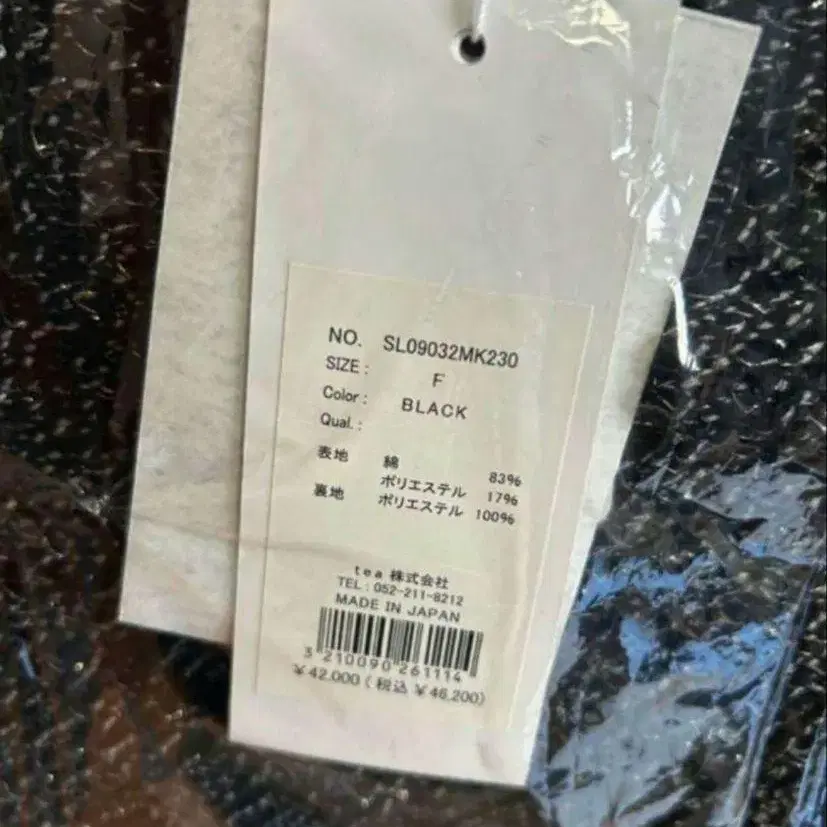 NO. SL09032MK230
SIZE : F
Color : BLACK
Qual. :
表地 綿 83%
ポリエステル 17%
裏地 ポリエステル 100%
tea 株式会社
TEL : 052-211-8212
MADE IN JAPAN
3 210090 261114
¥42,000 ( 税込 ¥46,200)